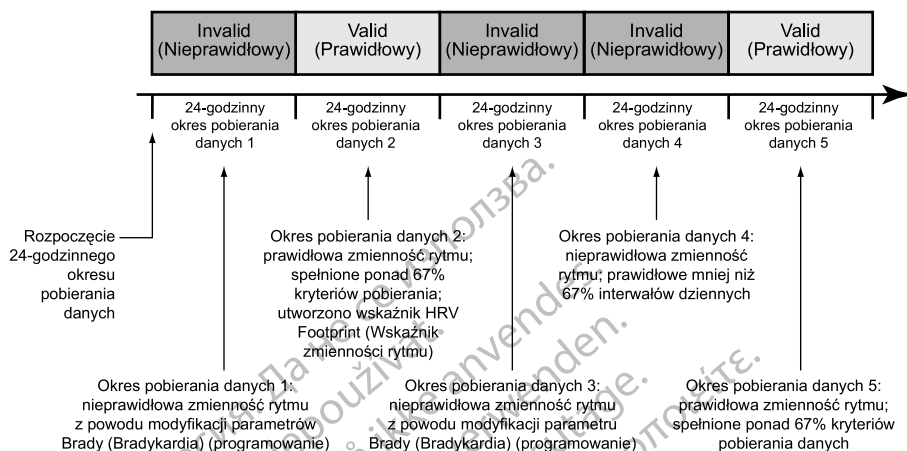 Invalid
(Nieprawidłowy)
Valid
(Prawidłowy)
Invalid
(Nieprawidłowy)
Invalid
(Nieprawidłowy)
Valid
(Prawidłowy)
24-godzinny
okres pobierania
danych 1
24-godzinny
okres pobierania
danych 2
24-godzinny
okres pobierania
danych 3
24-godzinny
okres pobierania
danych 4
24-godzinny
okres pobierania
danych 5
Rozpoczęcie
24-godzinnego
okresu
pobierania
danych
Okres pobierania danych 2:
prawidłowa zmienność rytmu;
spełnione ponad 67%
kryteriów pobierania;
utworzono wskaźnik HRV
Footprint (Wskaźnik
zmienności rytmu)
Okres pobierania danych 4:
nieprawidłowa zmienność
rytmu; prawidłowe mniej niż
67% interwałów dziennych
Okres pobierania danych 1:
nieprawidłowa zmienność rytmu
z powodu modyfikacji parametrów
Brady (Bradykardia) (programowanie)
Okres pobierania danych 3:
nieprawidłowa zmienność rytmu
z powodu modyfikacji parametru
Brady (Bradykardia) (programowanie)
Okres pobierania danych 5:
prawidłowa zmienność rytmu;
spełnione ponad 67% kryteriów
pobierania danych
Да не се използва.
anvendes.
ikke